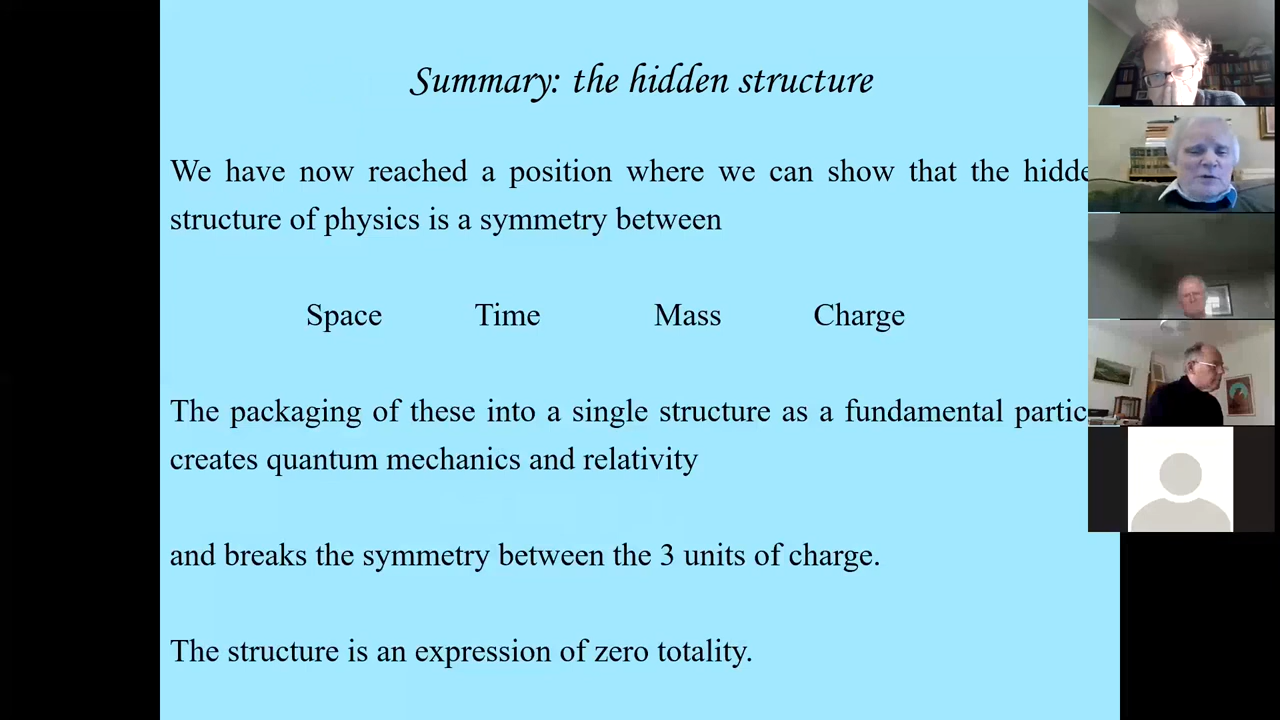 Summary: the hidden structure
We have now reached a position where we can show that the hidde
structure of physics is a symmetry between
Space Time Mass Charge
The packaging of these into a single structure as a fundamental partic
creates quantum mechanics and relativity
and breaks the symmetry between the 3 units of charge.
The structure is an expression of zero totality.